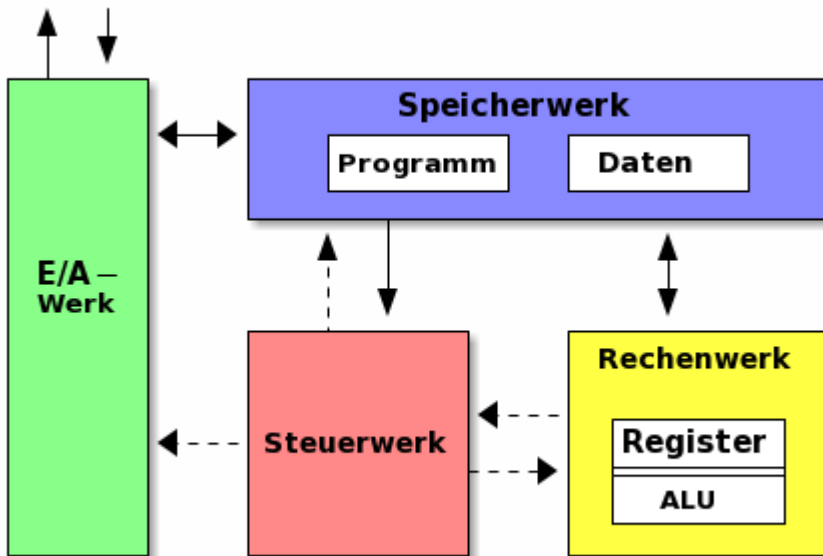 Speicherwerk
Programm
Daten
E/A –
Werk
Steuerwerk
Rechenwerk
Register
ALU